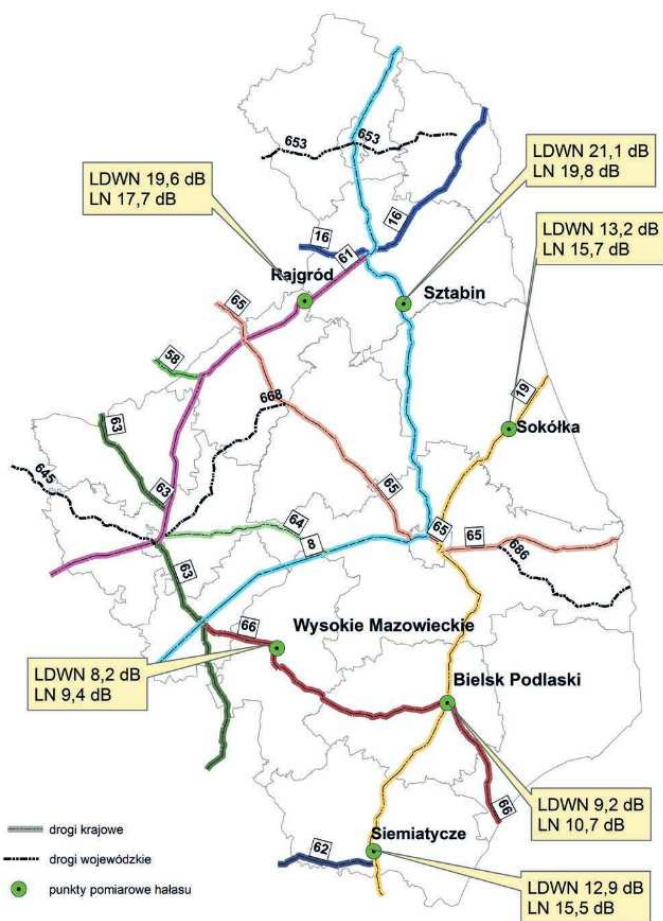 653
653
LDWN 21,1 dB
LN 19,8 dB
LDWN 19,6 dB
LN 17,7 dB
LDWN 13,2 dB
LN 15,7 dB
16
16
61
Rajgród
Sztabin
65
58
19
668
63
Sokółka
645
63
65
64
65
8
65
686
63
66
Wysokie Mazowieckie
LDWN 8,2 dB
LN 9,4 dB
Bielsk Podlaski
LDWN 9,2 dB
LN 10,7 dB
66
drogi krajowe
Siemiatycze
62
drogi wojewódzkie
LDWN 12,9 dB
LN 15,5 dB
punkty pomiarowe hałasu